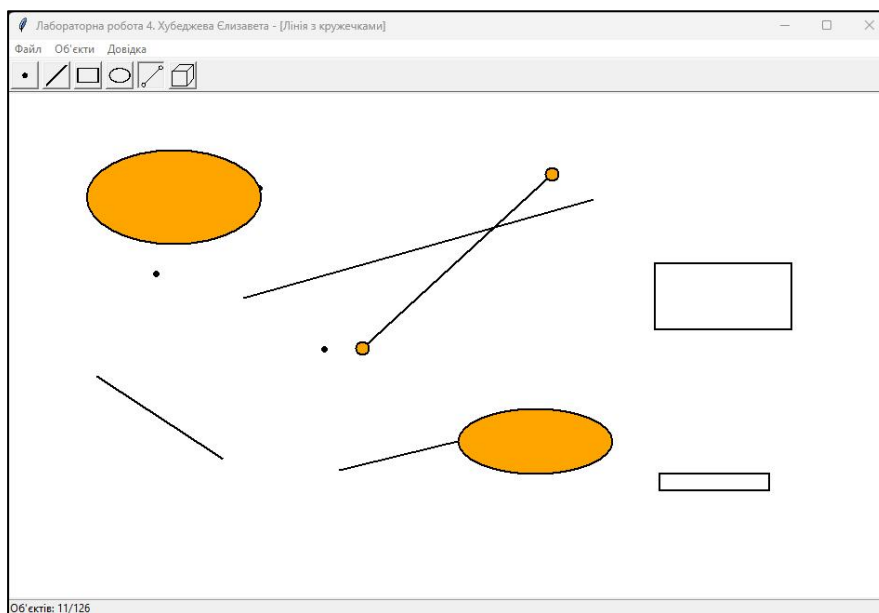 Лабораторна робота 4. Хубеджева Єлизавета - [Лінія з кружечками]
Файл Об'єкти Довідка
Об'єктів: 11/126